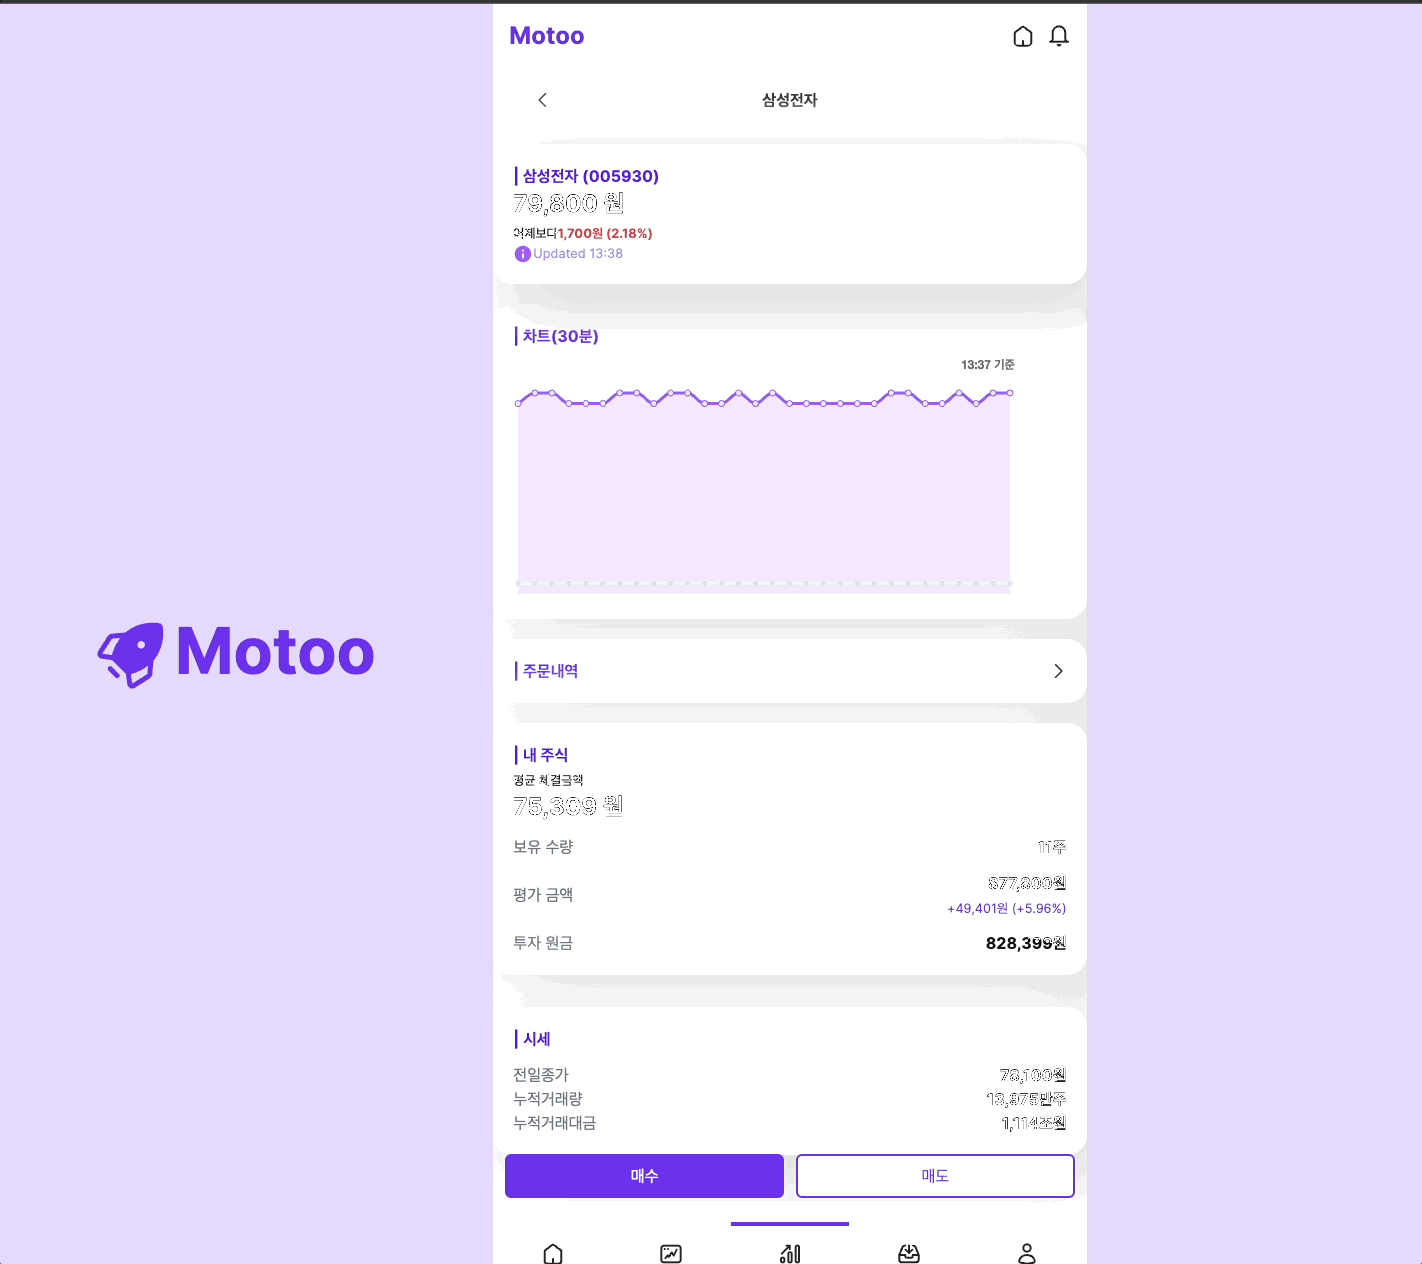 Motoo
삼성전자
삼성전자 (005930)
79,800 원
어제보다1,700원 (2.18%)
Updated 13:38
차트(30분)
13:37 기준
Motoo
주문내역
내 주식
평균 체결금액
75,309 원
보유 수량 11주
평가 금액 877,800원
+49,401원 (+5.96%)
투자 원금 828,399원
시세
전일종가 78,100원
누적거래량 13,975만주
누적거래대금 1,114조원
매수 매도